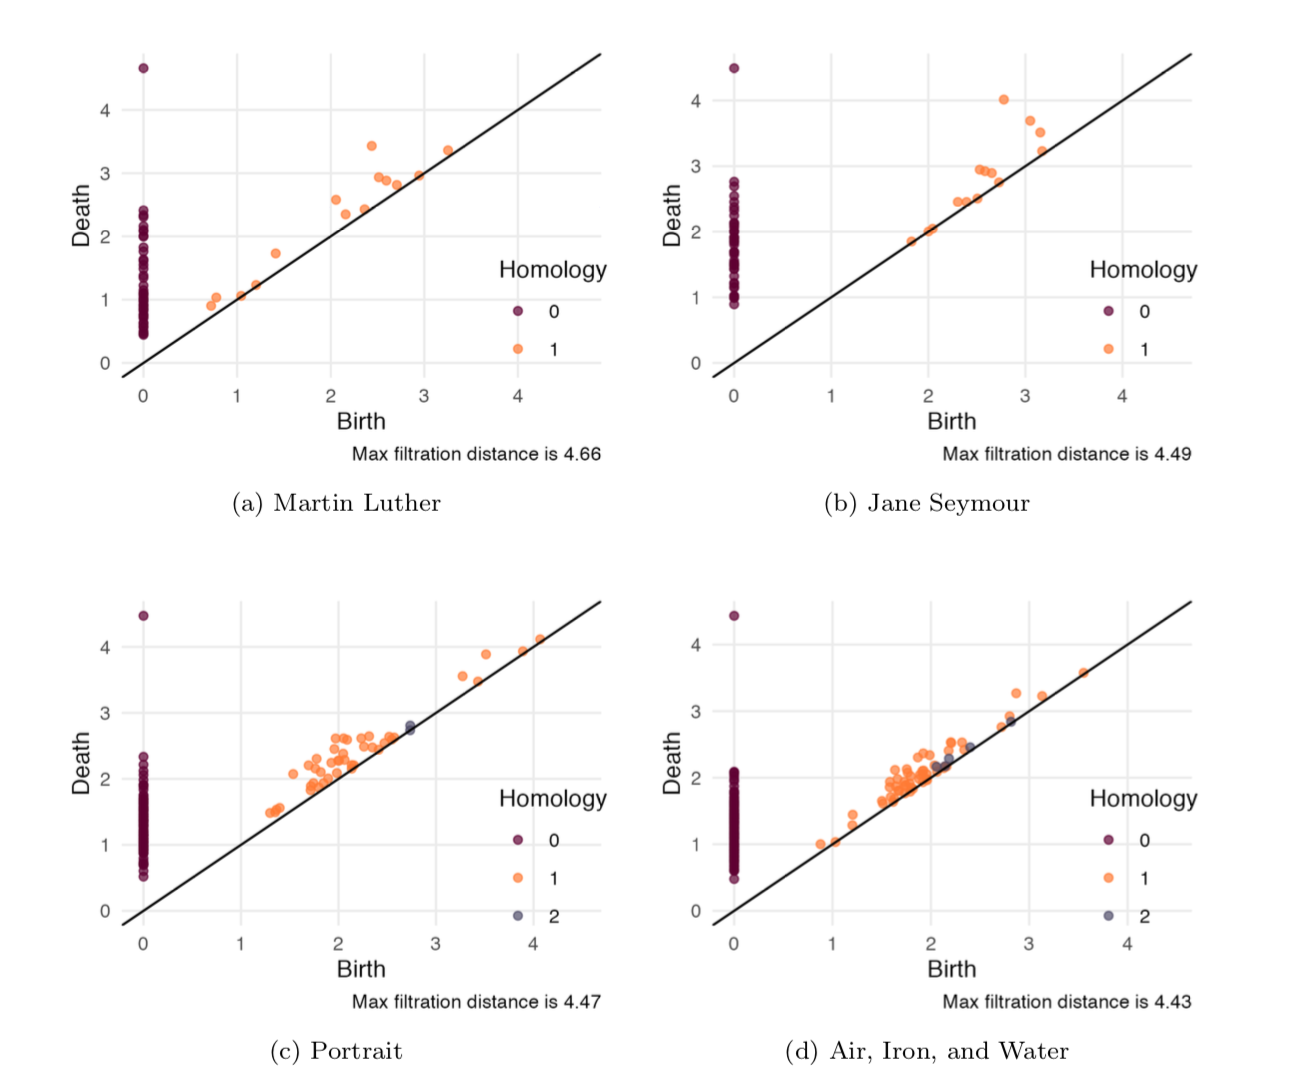 4
3
2
1
0
Death
0 1 2 3 4
Birth
Homology
0
1
Max filtration distance is 4.66
(a) Martin Luther
4
3
2
1
0
Death
0 1 2 3 4
Birth
Homology
0
1
Max filtration distance is 4.49
(b) Jane Seymour
4
3
2
1
0
Death
0 1 2 3 4
Birth
Homology
0
1
2
Max filtration distance is 4.47
(c) Portrait
4
3
2
1
0
Death
0 1 2 3 4
Birth
Homology
0
1
2
Max filtration distance is 4.43
(d) Air, Iron, and Water